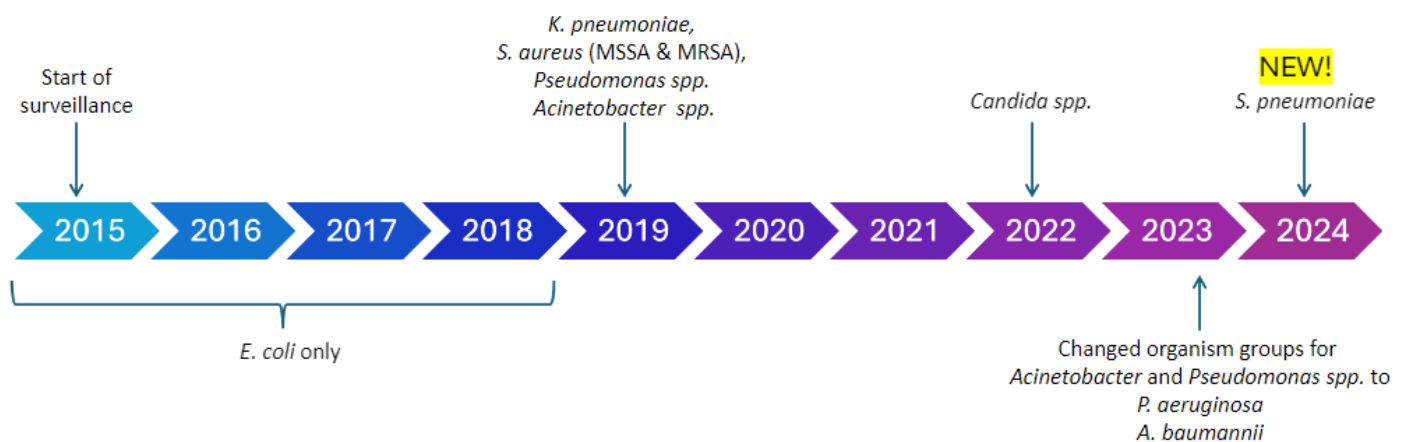 Start of
surveillance
K. pneumoniae,
S. aureus (MSSA & MRSA),
Pseudomonas spp.
Acinetobacter spp.
Candida spp.
NEW!
S. pneumoniae
2015 2016 2017 2018 2019 2020 2021 2022 2023 2024
E. coli only
Changed organism groups for
Acinetobacter and Pseudomonas spp. to
P. aeruginosa
A. baumannii